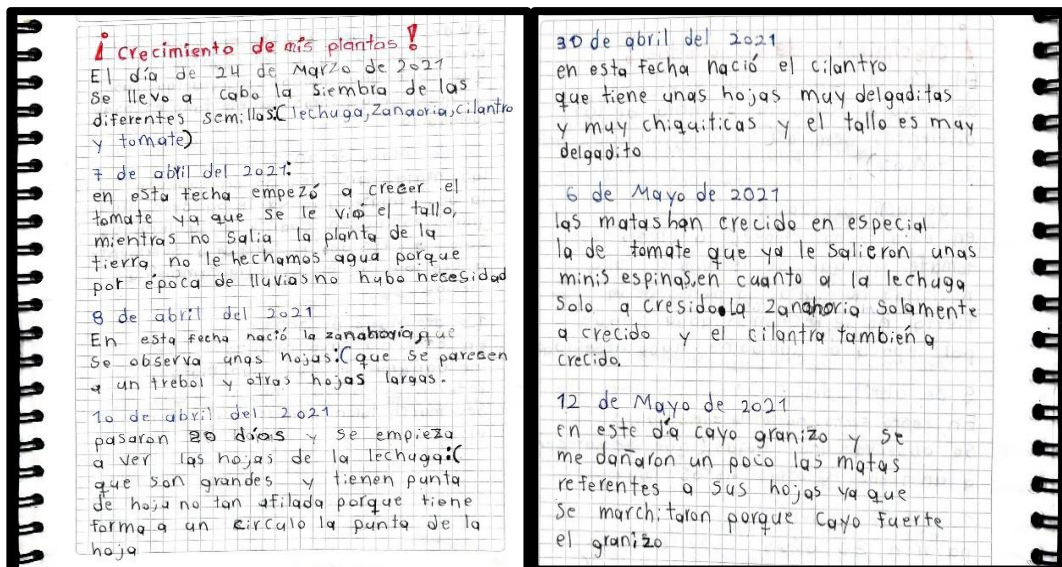 ¡crecimiento de mis plantas!
El día de 24 de Marzo de 2021
se llevo a cabo la siembra de las
diferentes semillas:(lechuga, zanaoria, cilantro
y tomate)
7 de abril del 2021:
en esta fecha empezó a crecer el
tomate ya que se le vio el tallo,
mientras no salia la planta de la
tierra no le hechamos agua porque
por época de lluvias no hubo necesidad
8 de abril del 2021
En esta fecha nació la zanahoria, que
se observa unas hojas:(que se parecen
a un trebol y otras hojas largas.
10 de abril del 2021
pasaron 20 dias y se empieza
a ver las hojas de la lechuga:(
que son grandes y tienen punta
de hoja no tan afilada porque tiene
forma a un circulo la punta de la
hoja
30 de abril del 2021
en esta fecha nació el cilantro
que tiene unas hojas muy delgaditas
y muy chiquiticas y el tallo es muy
delgadito
6 de Mayo de 2021
las matas han crecido en especial
la de tomate que ya le salieron unas
minis espinas, en cuanto a la lechuga
solo a cresido. la zanahoria solamente
a crecido y el cilantra también a
crecido.
12 de Mayo de 2021
en este día cayo granizo y se
me dañaron un poco las matas
referentes a sus hojas ya que
se marchitaron porque cayo fuerte
el granizo